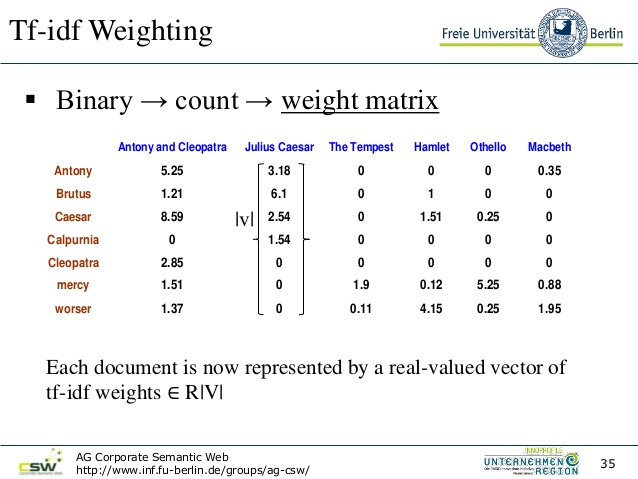 Tf-idf Weighting
Freie Universität Berlin
▪ Binary → count → weight matrix
Antony and Cleopatra Julius Caesar The Tempest Hamlet Othello Macbeth
Antony 5.25 3.18 0 0 0 0.35
Brutus 1.21 6.1 0 1 0 0
Caesar 8.59 |v| 2.54 0 1.51 0.25 0
Calpurnia 0 1.54 0 0 0 0
Cleopatra 2.85 0 0 0 0 0
mercy 1.51 0 1.9 0.12 5.25 0.88
worser 1.37 0 0.11 4.15 0.25 1.95
Each document is now represented by a real-valued vector of
tf-idf weights ∈ R|V|
CSW
AG Corporate Semantic Web
http://www.inf.fu-berlin.de/groups/ag-csw/
INNOPROFILE
UNTERNEHMEN
REGION
35